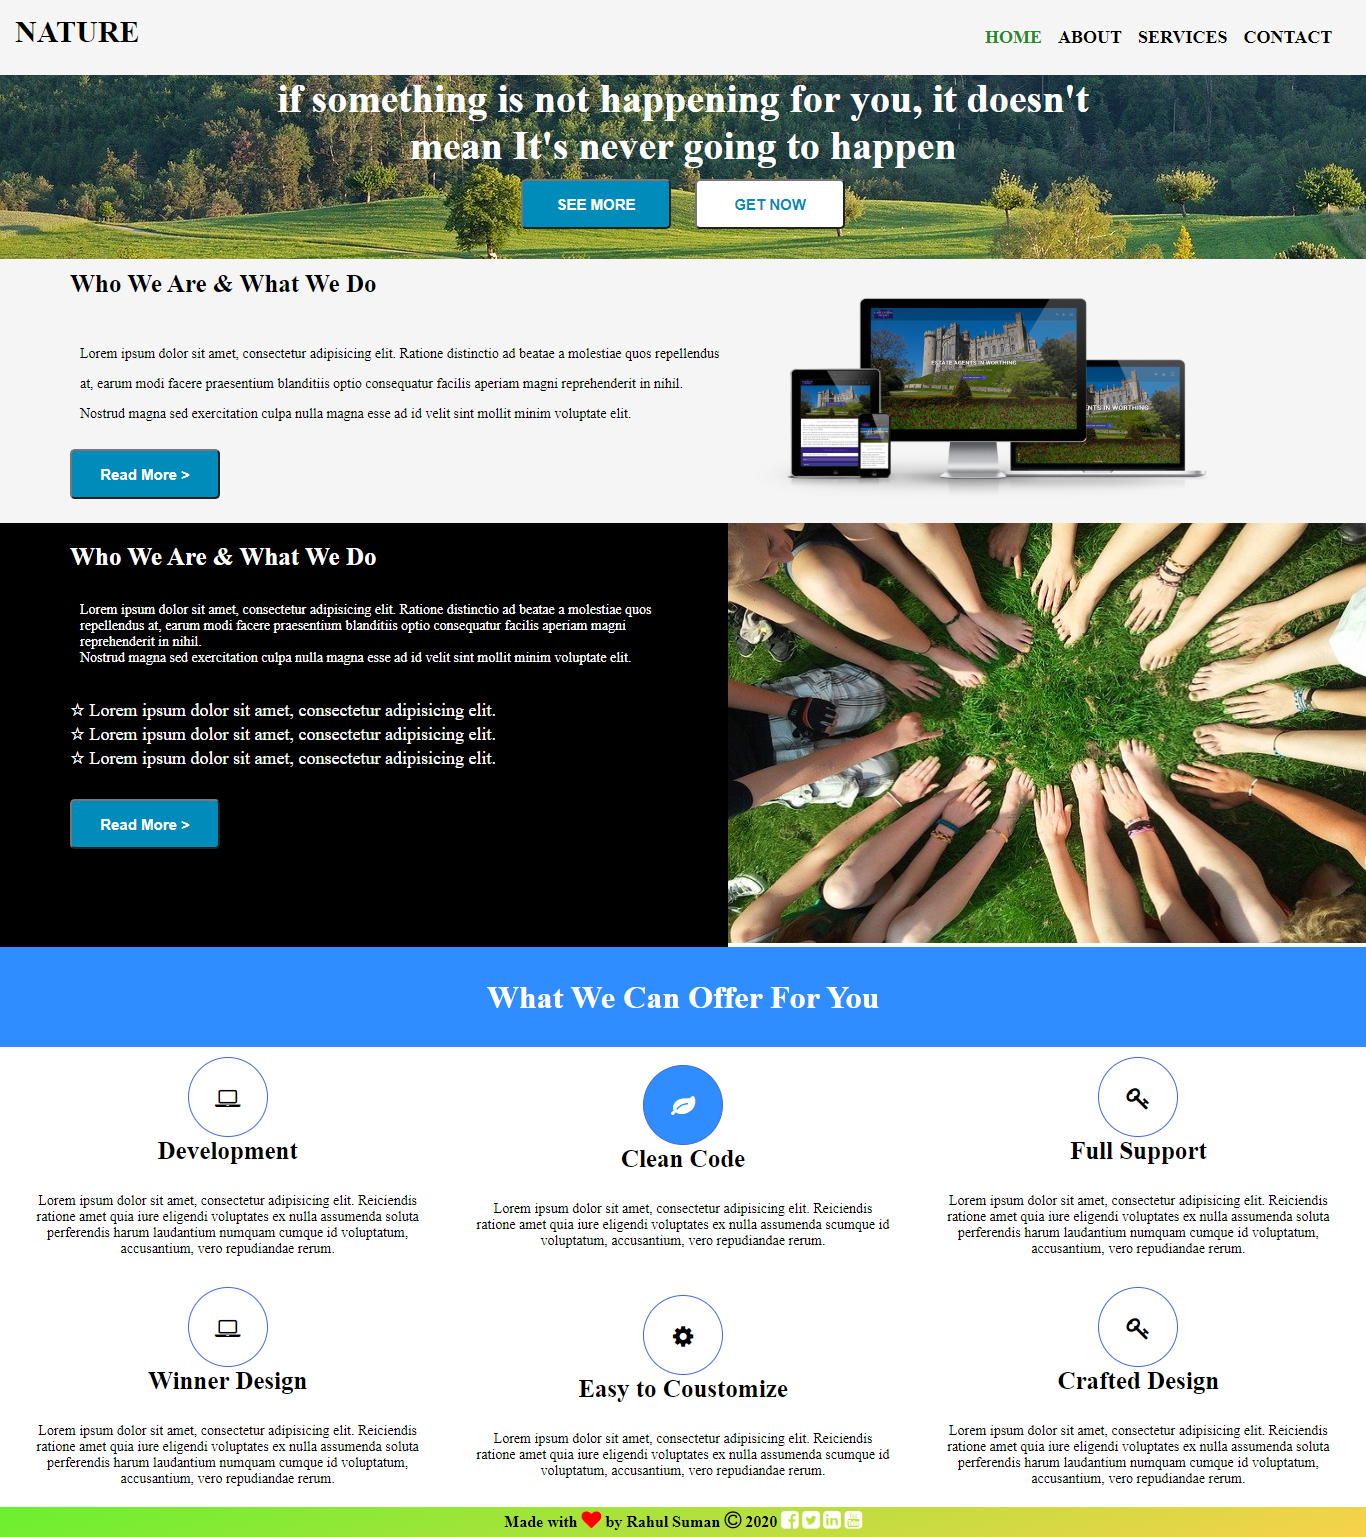 NATURE
HOME ABOUT SERVICES CONTACT
if something is not happening for you, it doesn't
mean It's never going to happen
SEE MORE GET NOW
Who We Are & What We Do
Lorem ipsum dolor sit amet, consectetur adipisicing elit. Ratione distinctio ad beatae a molestiae quos repellendus
at, earum modi facere praesentium blanditiis optio consequatur facilis aperiam magni reprehenderit in nihil.
Nostrud magna sed exercitation culpa nulla magna esse ad id velit sint mollit minim voluptate elit.
Read More >
ESTATE AGENTS IN WORTHING
Who We Are & What We Do
Lorem ipsum dolor sit amet, consectetur adipisicing elit. Ratione distinctio ad beatae a molestiae quos
repellendus at, earum modi facere praesentium blanditiis optio consequatur facilis aperiam magni
reprehenderit in nihil.
Nostrud magna sed exercitation culpa nulla magna esse ad id velit sint mollit minim voluptate elit.
☆ Lorem ipsum dolor sit amet, consectetur adipisicing elit.
☆ Lorem ipsum dolor sit amet, consectetur adipisicing elit.
☆ Lorem ipsum dolor sit amet, consectetur adipisicing elit.
Read More >
What We Can Offer For You
Development
Lorem ipsum dolor sit amet, consectetur adipisicing elit. Reiciendis
ratione amet quia iure eligendi voluptates ex nulla assumenda soluta
perferendis harum laudantium numquam cumque id voluptatum,
accusantium, vero repudiandae rerum.
Clean Code
Lorem ipsum dolor sit amet, consectetur adipisicing elit. Reiciendis
ratione amet quia iure eligendi voluptates ex nulla assumenda scumque id
voluptatum, accusantium, vero repudiandae rerum.
Full Support
Lorem ipsum dolor sit amet, consectetur adipisicing elit. Reiciendis
ratione amet quia iure eligendi voluptates ex nulla assumenda soluta
perferendis harum laudantium numquam cumque id voluptatum,
accusantium, vero repudiandae rerum.
Winner Design
Lorem ipsum dolor sit amet, consectetur adipisicing elit. Reiciendis
ratione amet quia iure eligendi voluptates ex nulla assumenda soluta
perferendis harum laudantium numquam cumque id voluptatum,
accusantium, vero repudiandae rerum.
Easy to Coustomize
Lorem ipsum dolor sit amet, consectetur adipisicing elit. Reiciendis
ratione amet quia iure eligendi voluptates ex nulla assumenda scumque id
voluptatum, accusantium, vero repudiandae rerum.
Crafted Design
Lorem ipsum dolor sit amet, consectetur adipisicing elit. Reiciendis
ratione amet quia iure eligendi voluptates ex nulla assumenda soluta
perferendis harum laudantium numquam cumque id voluptatum,
accusantium, vero repudiandae rerum.
Made with ❤ by Rahul Suman © 2020